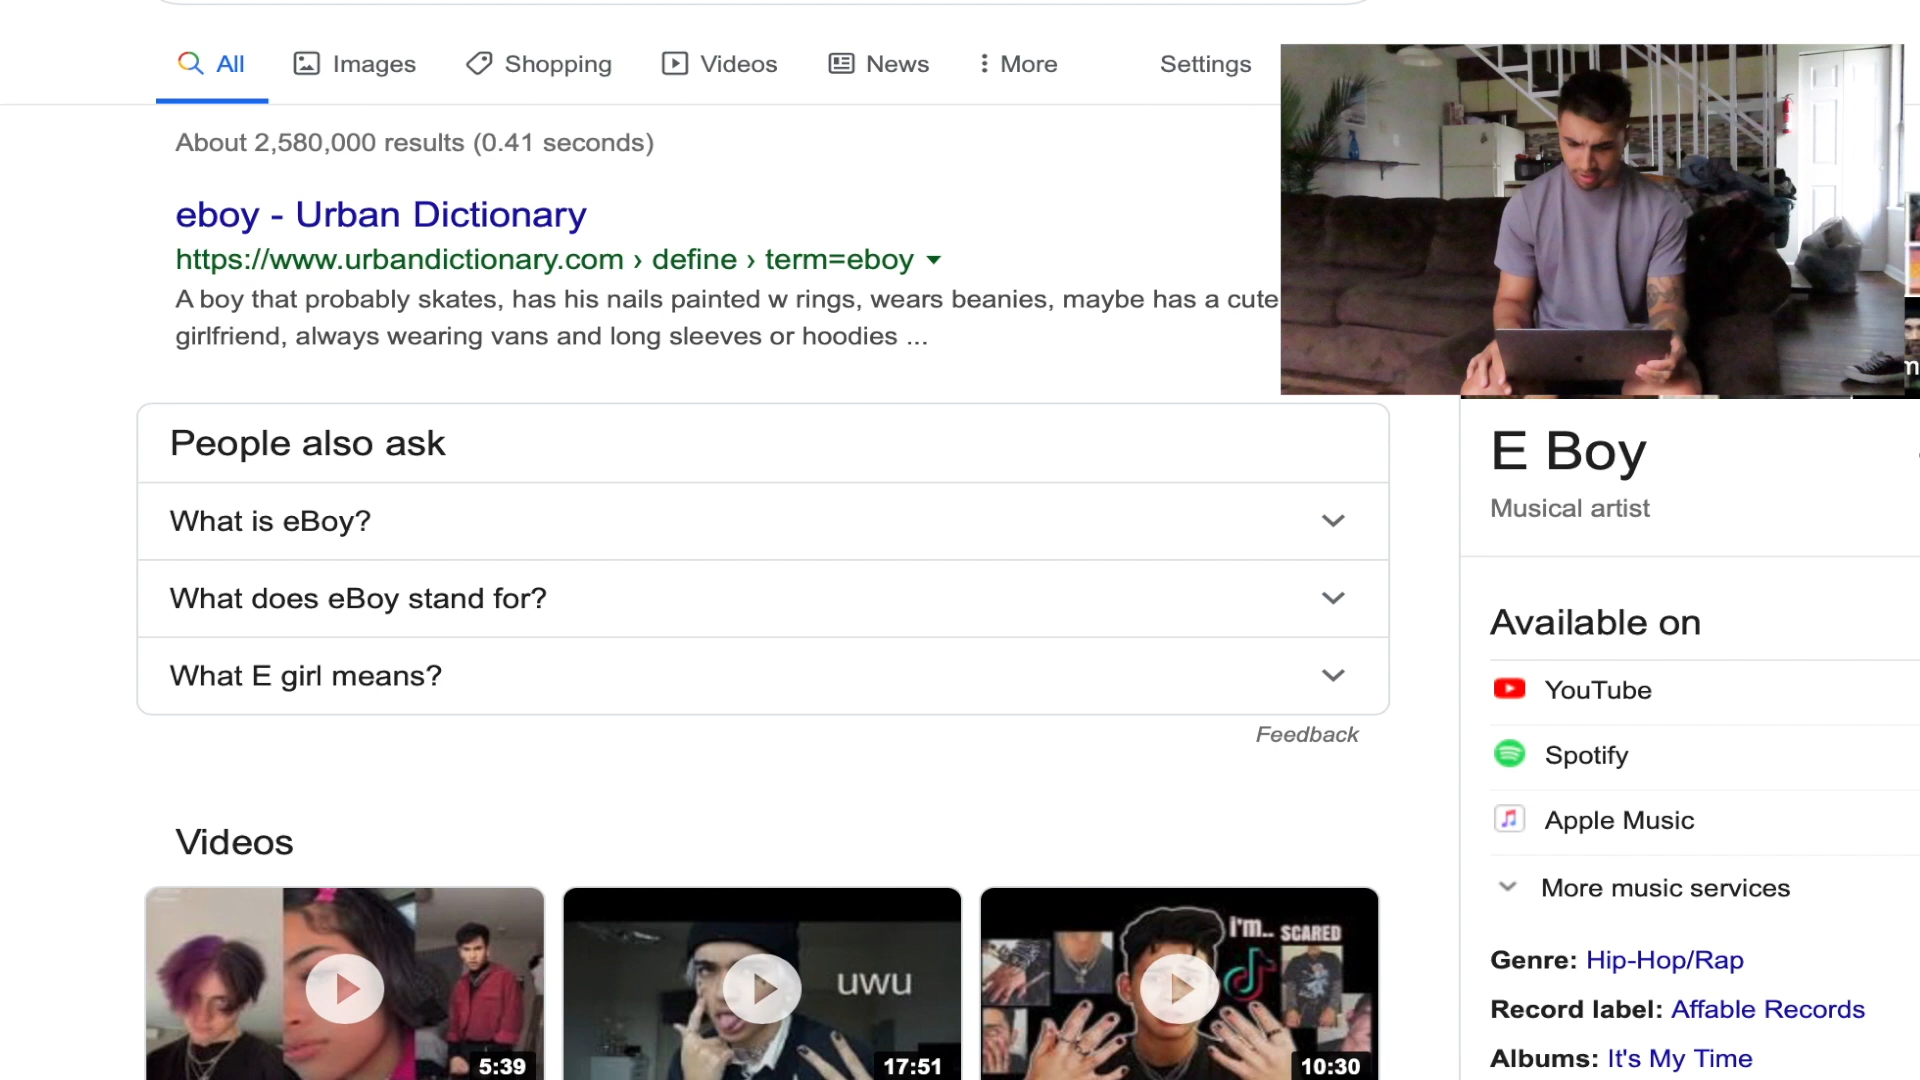 All
Images
Shopping
Videos
News
More
Settings
About 2,580,000 results (0.41 seconds)
eboy - Urban Dictionary
https://www.urbandictionary.com › define › term=eboy
A boy that probably skates, has his nails painted w rings, wears beanies, maybe has a cute
girlfriend, always wearing vans and long sleeves or hoodies ...
People also ask
What is eBoy?
What does eBoy stand for?
What E girl means?
Feedback
Videos
5:39
uwu
17:51
i'm.. SCARED
10:30
E Boy
Musical artist
Available on
YouTube
Spotify
Apple Music
More music services
Genre: Hip-Hop/Rap
Record label: Affable Records
Albums: It's My Time